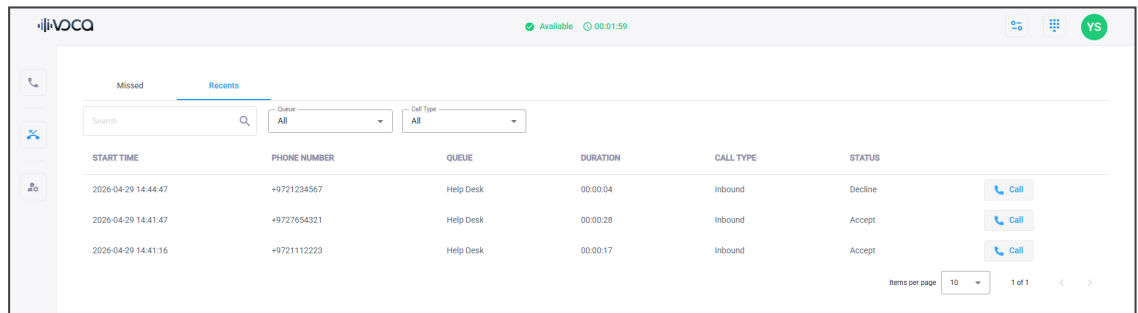 VOCA
Available 00:01:59
YS
Missed Recents
Search
Queue
All
Call Type
All
START TIME PHONE NUMBER QUEUE DURATION CALL TYPE STATUS
2026-04-29 14:44:47 +9721234567 Help Desk 00:00:04 Inbound Decline Call
2026-04-29 14:41:47 +9727654321 Help Desk 00:00:28 Inbound Accept Call
2026-04-29 14:41:16 +9721112223 Help Desk 00:00:17 Inbound Accept Call
Items per page 10 1 of 1